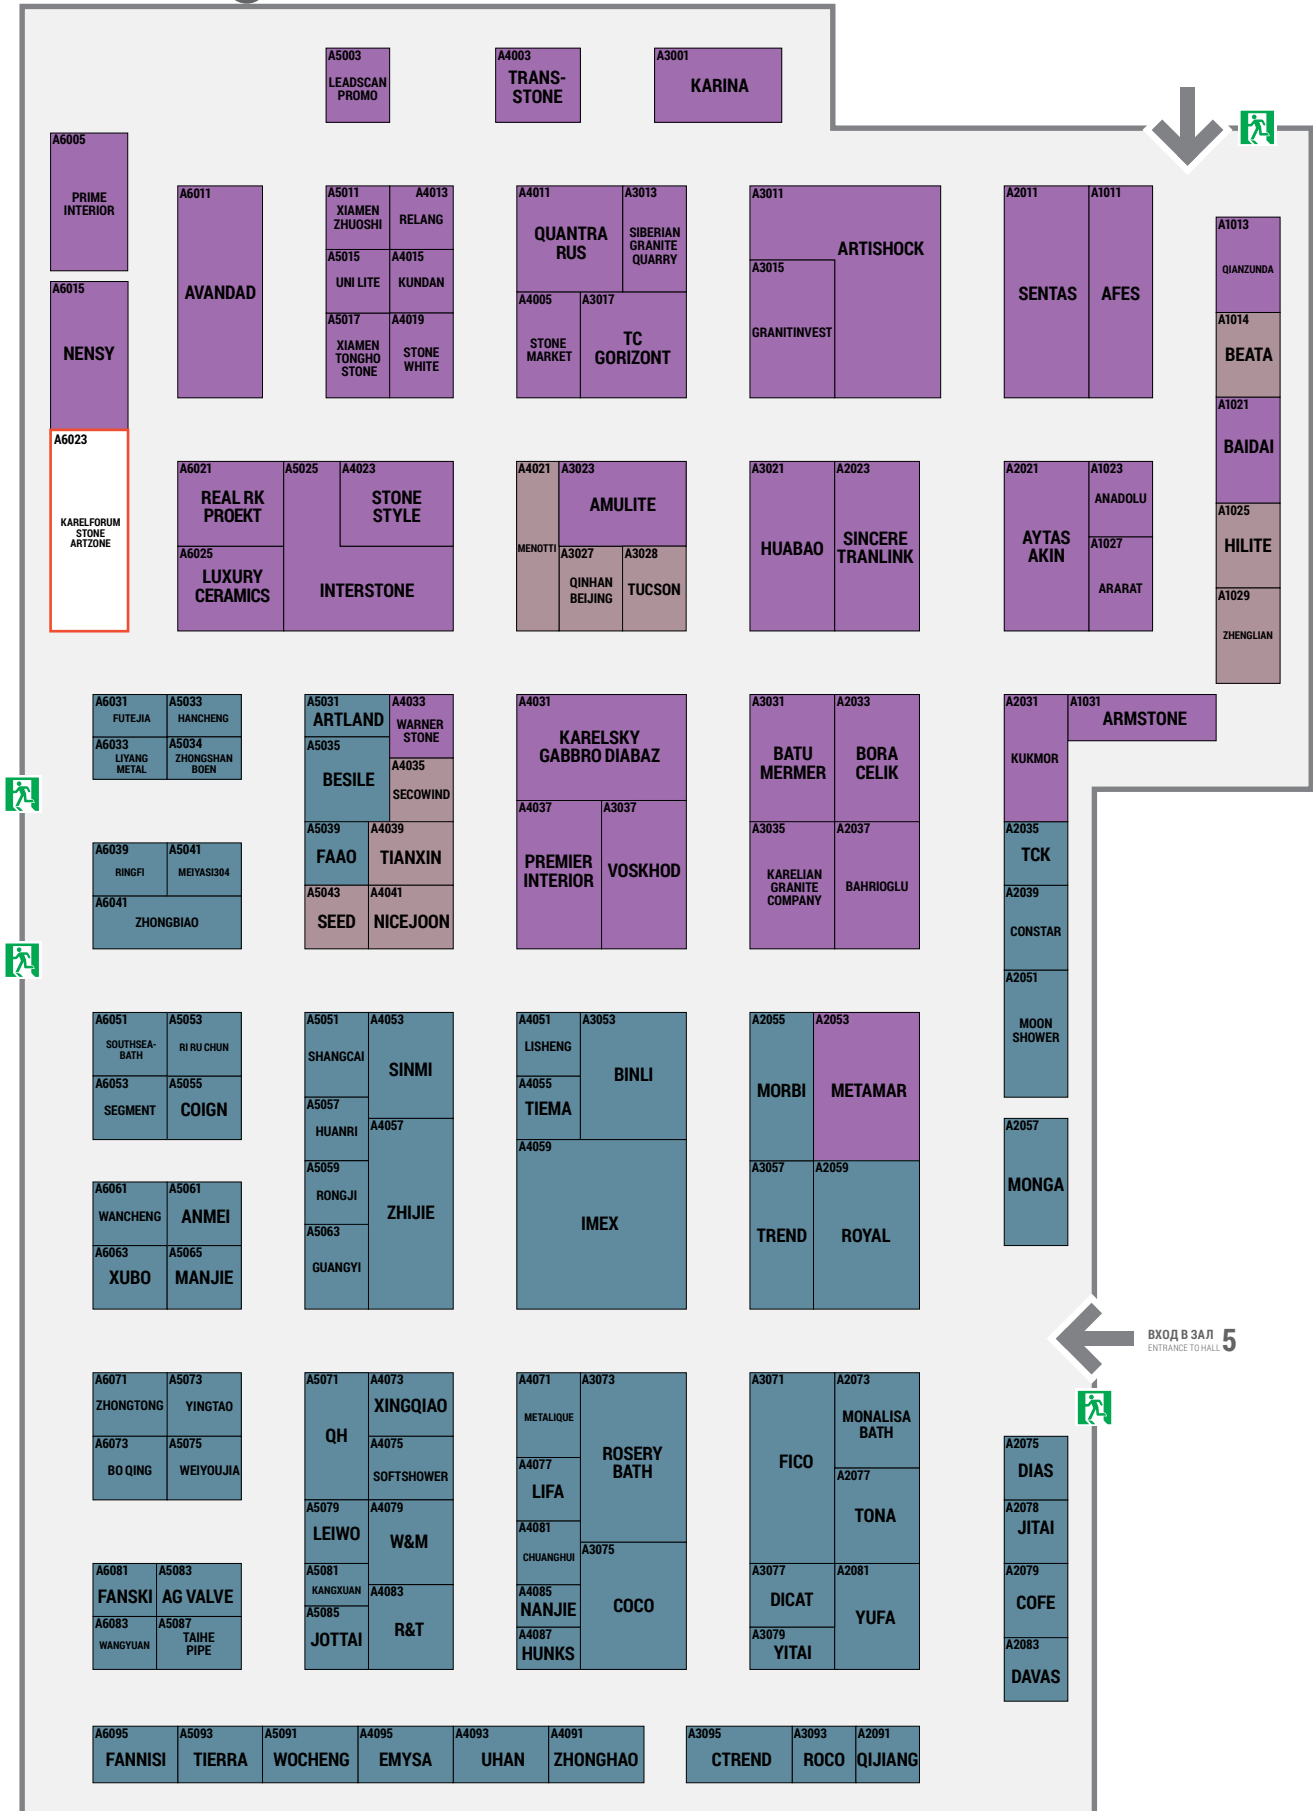 A5003
LEADSCAN
PROMO
A4003
TRANS-
STONE
A3001
KARINA
A6005
PRIME
INTERIOR
A6011
AVANDAD
A5011
XIAMEN
ZHUOSHI
A4013
RELANG
A5015
UNI LITE
A4015
KUNDAN
A5017
XIAMEN
TONGHO
STONE
A4019
STONE
WHITE
A4011
QUANTRA
RUS
A3013
SIBERIAN
GRANITE
QUARRY
A4005
STONE
MARKET
A3017
TC
GORIZONT
A3011
ARTISHOCK
A3015
GRANITINVEST
A2011
SENTAS
A1011
AFES
A1013
QIANZUNDA
A1014
BEATA
A1021
BAIDAI
A1025
HILITE
A1029
ZHENGLIAN
A6015
NENSY
A6023
KARELFORUM
STONE
ARTZONE
A6021
REAL RK
PROEKT
A5025
INTERSTONE
A4023
STONE
STYLE
A6025
LUXURY
CERAMICS
A4021
MENOTTI
A3023
AMULITE
A3027
QINHAN
BEIJING
A3028
TUCSON
A3021
HUABAO
A2023
SINCERE
TRANLINK
A2021
AYTAS
AKIN
A1023
ANADOLU
A1027
ARARAT
A6031
FUTEJIA
A5033
HANCHENG
A6033
LIYANG
METAL
A5034
ZHONGSHAN
BOEN
A5031
ARTLAND
A4033
WARNER
STONE
A5035
BESILE
A4035
SECOWIND
A5039
FAAO
A4039
TIANXIN
A5043
SEED
A4041
NICEJOON
A4031
KARELSKY
GABBRO DIABAZ
A4037
PREMIER
INTERIOR
A3037
VOSKHOD
A3031
BATU
MERMER
A2033
BORA
CELIK
A3035
KARELIAN
GRANITE
COMPANY
A2037
BAHRIOGLU
A2031
KUKMOR
A1031
ARMSTONE
A2035
TCK
A2039
CONSTAR
A2051
MOON
SHOWER
A6039
RINGFI
A5041
MEIYASI304
A6041
ZHONGBIAO
A6051
SOUTHSEA-
BATH
A5053
RI RU CHUN
A6053
SEGMENT
A5055
COIGN
A5051
SHANGCAI
A4053
SINMI
A5057
HUANRI
A4057
ZHIJIE
A5059
RONGJI
A5063
GUANGYI
A4051
LISHENG
A3053
BINLI
A4055
TIEMA
A4059
IMEX
A2055
MORBI
A2053
METAMAR
A3057
TREND
A2059
ROYAL
A2057
MONGA
A6061
WANCHENG
A5061
ANMEI
A6063
XUBO
A5065
MANJIE
ВХОД В ЗАЛ 5
ENTRANCE TO HALL
A6071
ZHONGTONG
A5073
YINGTAO
A6073
BO QING
A5075
WEIYOUJIA
A5071
QH
A4073
XINGQIAO
A4075
SOFTSHOWER
A5079
LEIWO
A4079
W&M
A5081
KANGXUAN
A4083
R&T
A5085
JOTTAI
A4071
METALIQUE
A3073
ROSERY
BATH
A4077
LIFA
A4081
CHUANGHUI
A3075
COCO
A4085
NANJIE
A4087
HUNKS
A3071
FICO
A2073
MONALISA
BATH
A2077
TONA
A3077
DICAT
A2081
YUFA
A3079
YITAI
A2075
DIAS
A2078
JITAI
A2079
COFE
A2083
DAVAS
A6081
FANSKI
A5083
AG VALVE
A6083
WANGYUAN
A5087
TAIHE
PIPE
A6095
FANNISI
A5093
TIERRA
A5091
WOCHENG
A4095
EMYSA
A4093
UHAN
A4091
ZHONGHAO
A3095
CTREND
A3093
ROCO
A2091
QIJIANG